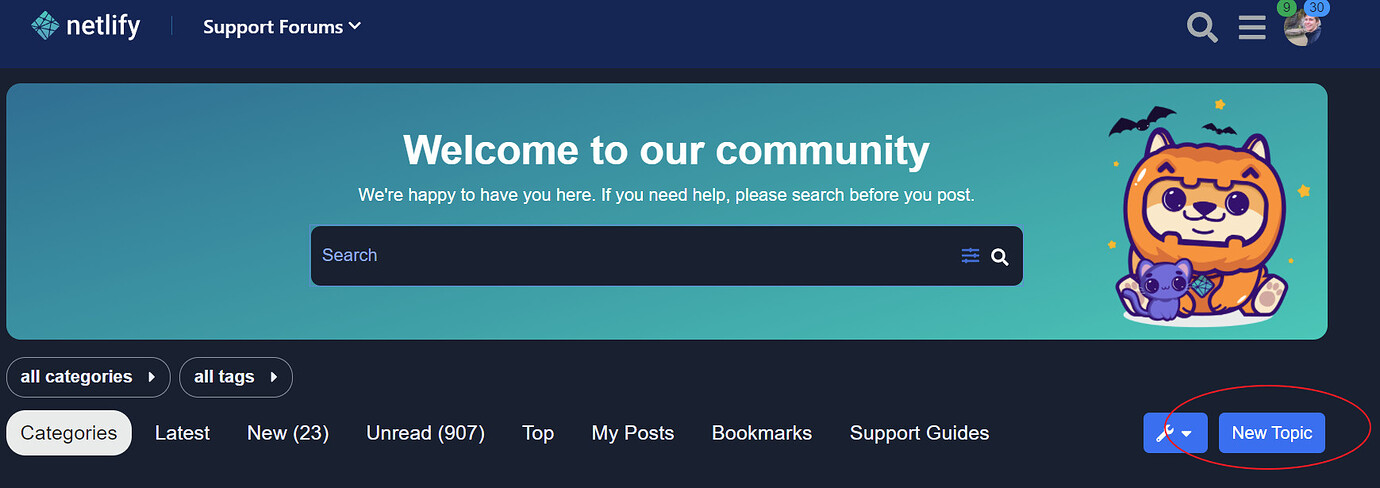 netlify
Support Forums
9
30
Welcome to our community
We're happy to have you here. If you need help, please search before you post.
Search
all categories
all tags
Categories
Latest
New (23)
Unread (907)
Top
My Posts
Bookmarks
Support Guides
New Topic